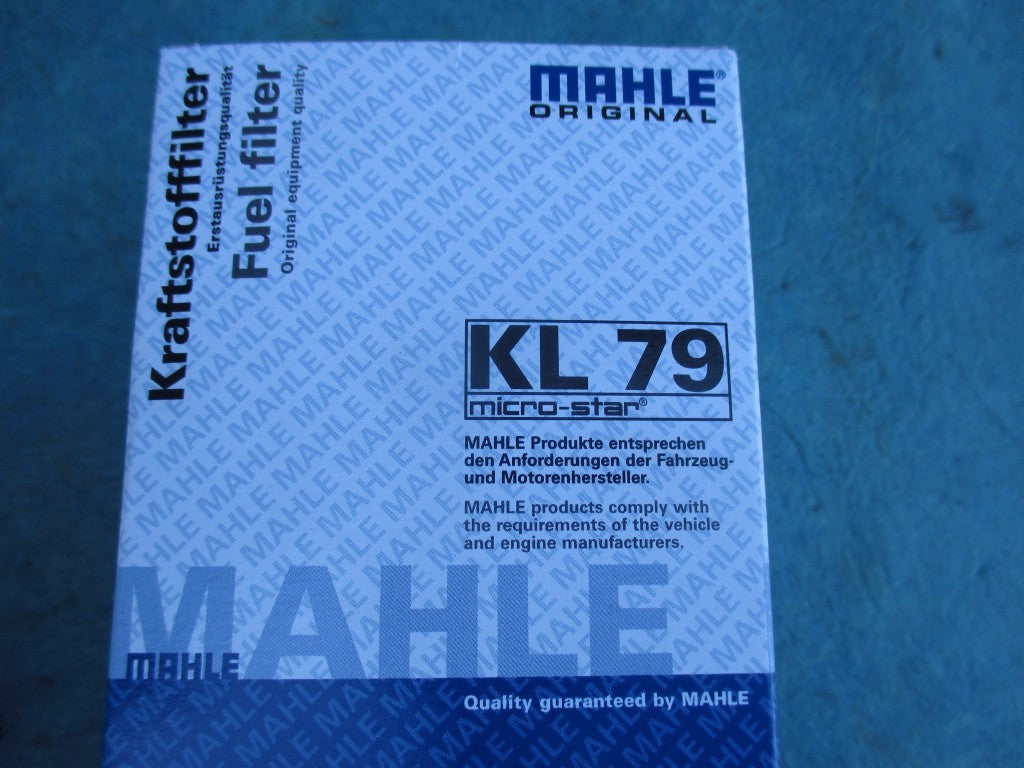 MAHLE®
ORIGINAL
Kraftstofffilter
Erstausrüstungsqualität
Fuel filter
Original equipment quality
KL 79
micro-star®
MAHLE Produkte entsprechen
den Anforderungen der Fahrzeug-
und Motorenhersteller.
MAHLE products comply with
the requirements of the vehicle
and engine manufacturers.
MAHLE
MAHLE
Quality guaranteed by MAHLE